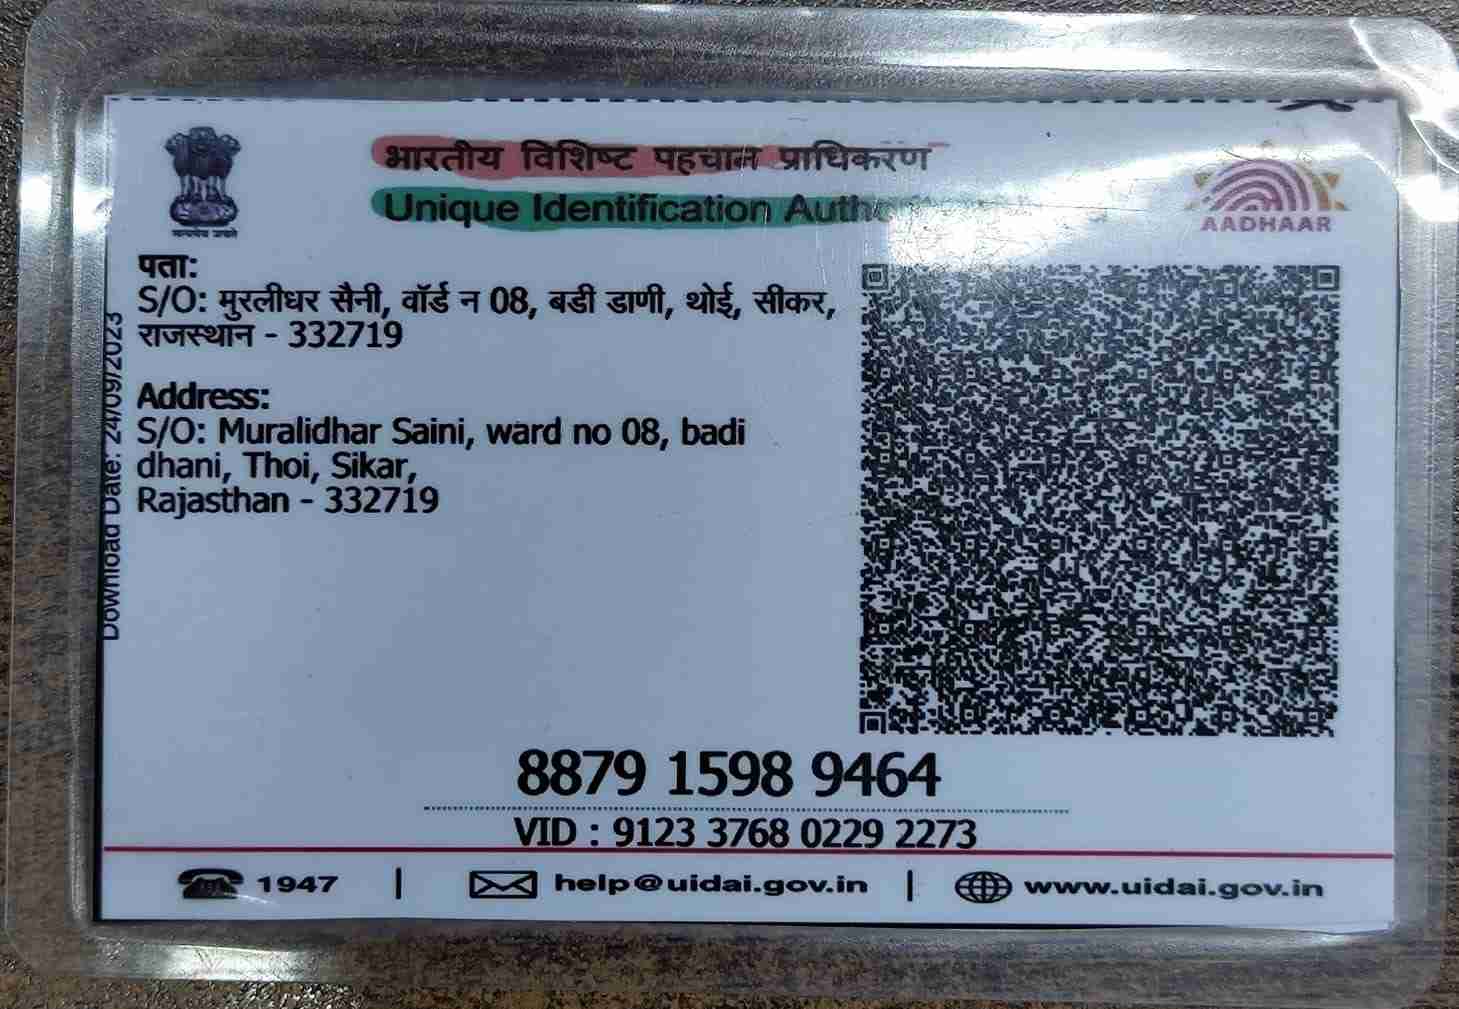 भारतीय विशिष्ट पहचान प्राधिकरण
Unique Identification
सत्यमेव जयते
AADHAAR
पता:
S/O: मुरलीधर सैनी, वॉर्ड न 08, बडी डाणी, थोई, सीकर,
राजस्थान - 332719
Address:
S/O: Muralidhar Saini, ward no 08, badi
dhani, Thoi, Sikar,
Rajasthan - 332719
Download Date: 24/09/2023
8879 1598 9464
VID : 9123 3768 0229 2273
1947 | help@uidai.gov.in | www.uidai.gov.in